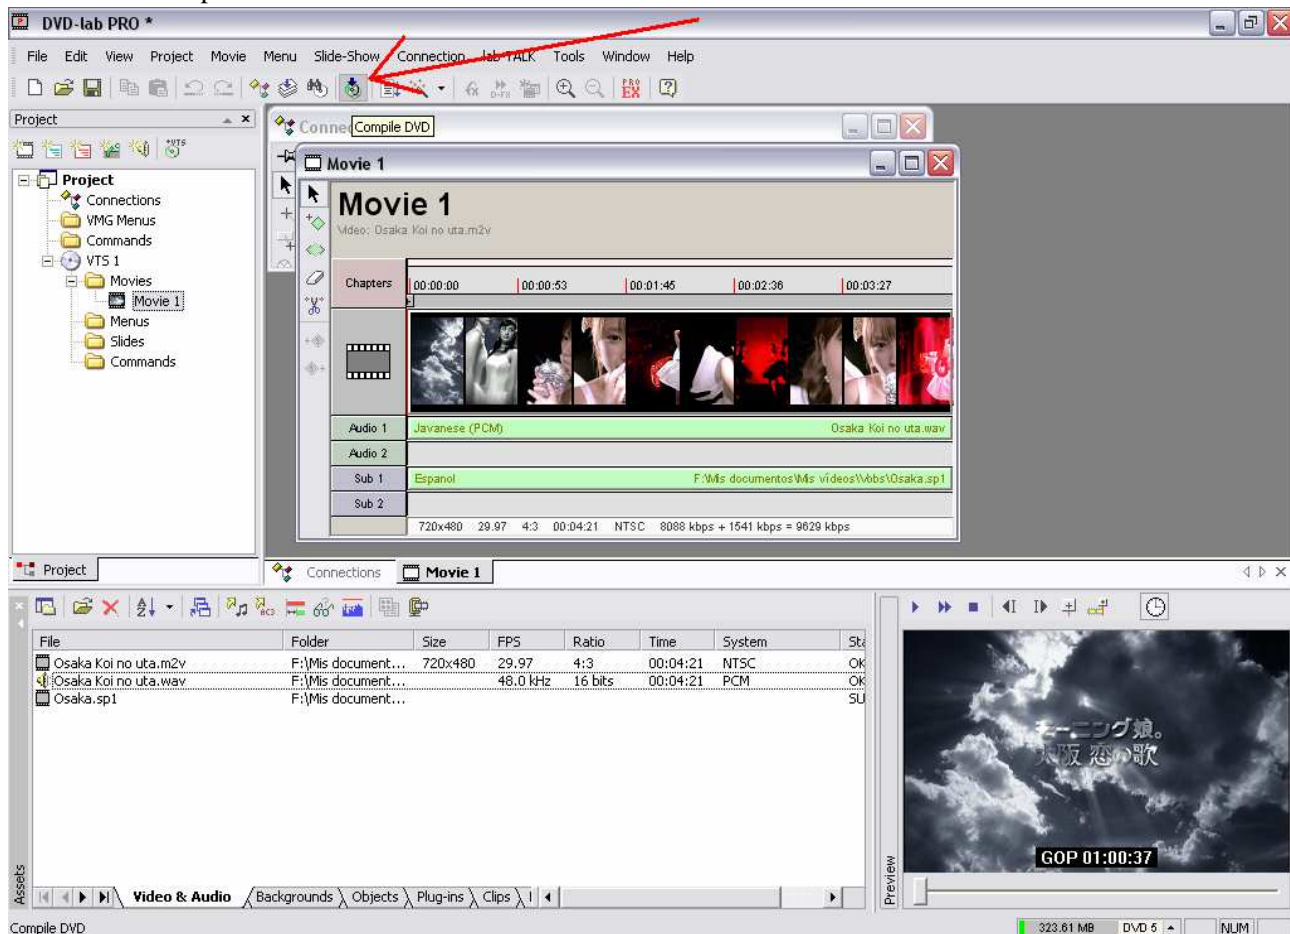 DVD-lab PRO *
File Edit View Project Movie Menu Slide-Show Connection lab-TALK Tools Window Help
Project
Compile DVD
Movie 1
Project
Connections
VMG Menus
Commands
VTS 1
Movies
Movie 1
Menus
Slides
Commands
Movie 1
Video: Osaka Koi no uta.m2v
Chapters 00:00:00 00:00:53 00:01:45 00:02:36 00:03:27
Audio 1 Javanese (PCM) Osaka Koi no uta.wav
Audio 2
Sub 1 Espanol F:\Mis documentos\Mis vídeos\Vobs\Osaka.sp1
Sub 2
720x480 29.97 4:3 00:04:21 NTSC 8088 kbps + 1541 kbps = 9629 kbps
Project
Connections Movie 1
File Folder Size FPS Ratio Time System
Osaka Koi no uta.m2v F:\Mis document... 720x480 29.97 4:3 00:04:21 NTSC OK
Osaka Koi no uta.wav F:\Mis document... 48.0 kHz 16 bits 00:04:21 PCM OK
Osaka.sp1 F:\Mis document... SU
モーニング娘。
大阪 恋の歌
GOP 01:00:37
Assets
Preview
Video & Audio Backgrounds Objects Plug-ins Clips
Compile DVD 323.61 MB DVD 5 NUM